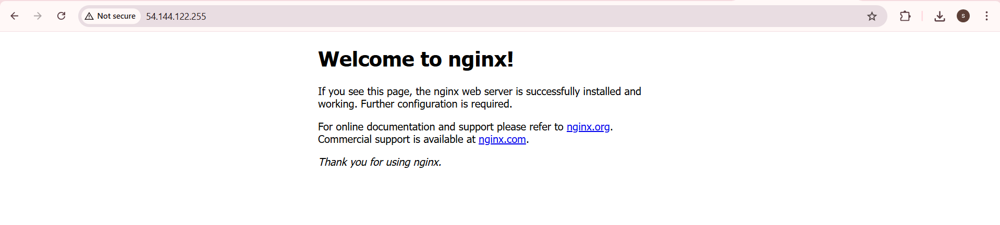 Not secure 54.144.122.255
S
Welcome to nginx!
If you see this page, the nginx web server is successfully installed and
working. Further configuration is required.
For online documentation and support please refer to nginx.org.
Commercial support is available at nginx.com.
Thank you for using nginx.